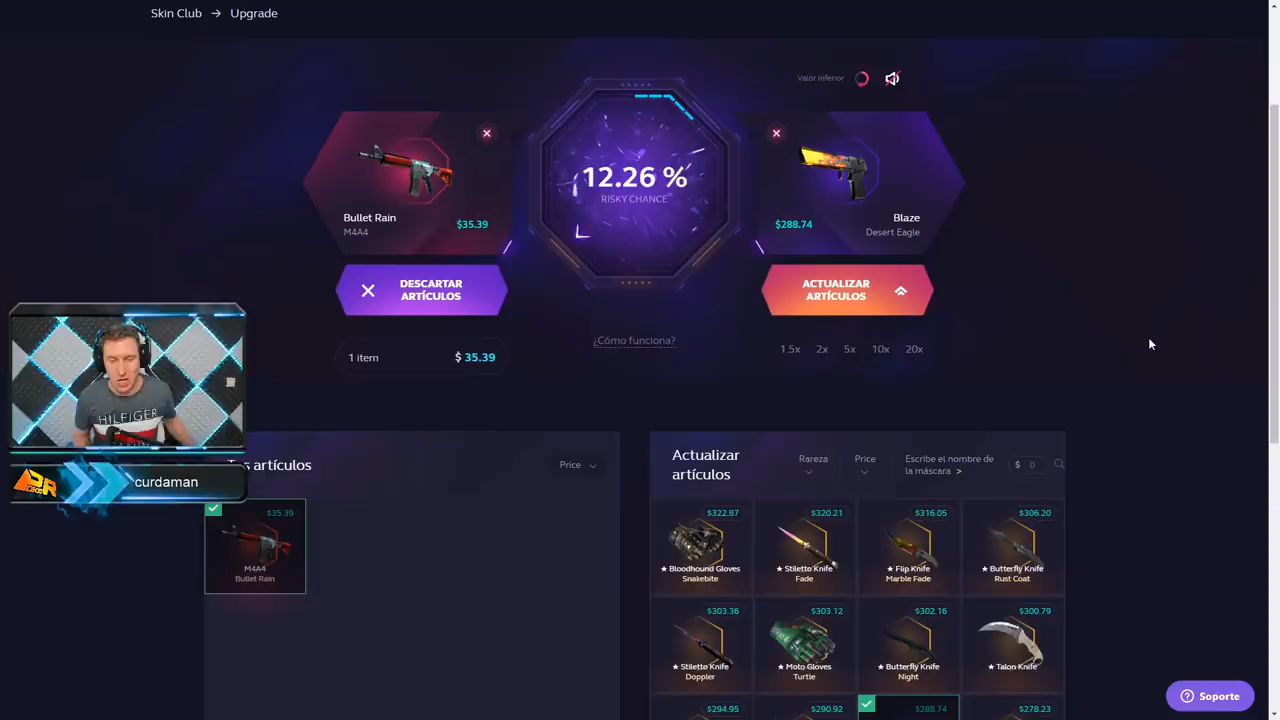 Skin Club → Upgrade
Valor inferior
12.26 %
RISKY CHANCE
Bullet Rain
M4A4
$35.39
Blaze
$288.74
Desert Eagle
DESCARTAR
ARTÍCULOS
ACTUALIZAR
ARTÍCULOS
¿Cómo funciona?
1 item
$ 35.39
1.5x 2x 5x 10x 20x
HILFIGER
curdaman
artículos
Price
$35.39
M4A4
Bullet Rain
Actualizar
artículos
Rareza
Price
Escribe el nombre de
la máscara >
$ 0
$322.87
★ Bloodhound Gloves
Snakebite
$320.21
★ Stiletto Knife
Fade
$316.05
★ Flip Knife
Marble Fade
$306.20
★ Butterfly Knife
Rust Coat
$303.36
★ Stiletto Knife
Doppler
$303.12
★ Moto Gloves
Turtle
$302.16
★ Butterfly Knife
Night
$300.79
★ Talon Knife
$294.95
$290.92
$288.74
$278.23
Soporte